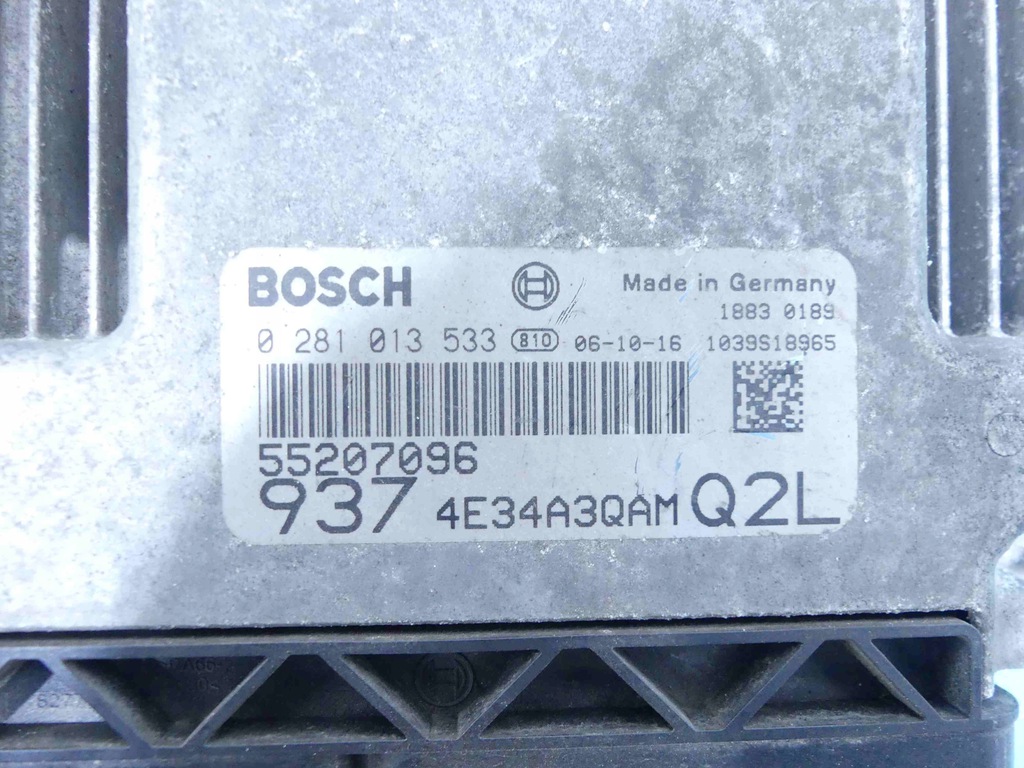 BOSCH Made in Germany
1883 0189
0 281 013 533 810 06-10-16 1039S18965
55207096
937 4E34A3QAM Q2L